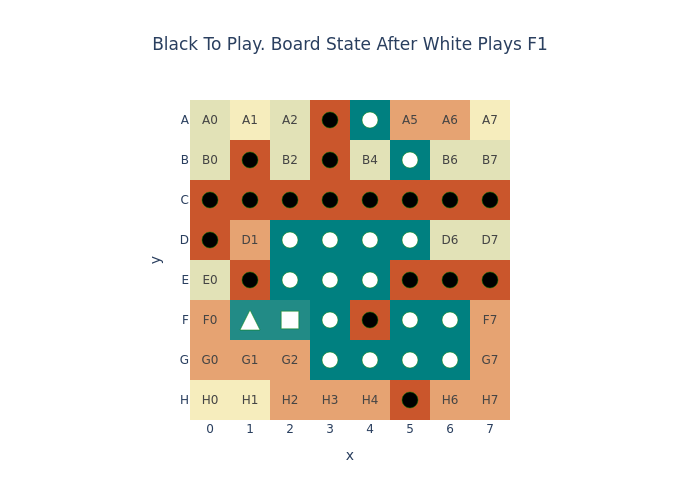 Black To Play. Board State After White Plays F1
A A0 A1 A2 A5 A6 A7
B B0 B2 B4 B6 B7
C
D D1 D6 D7
E E0
F F0 F7
G G0 G1 G2 G7
H H0 H1 H2 H3 H4 H6 H7
0 1 2 3 4 5 6 7
x
y